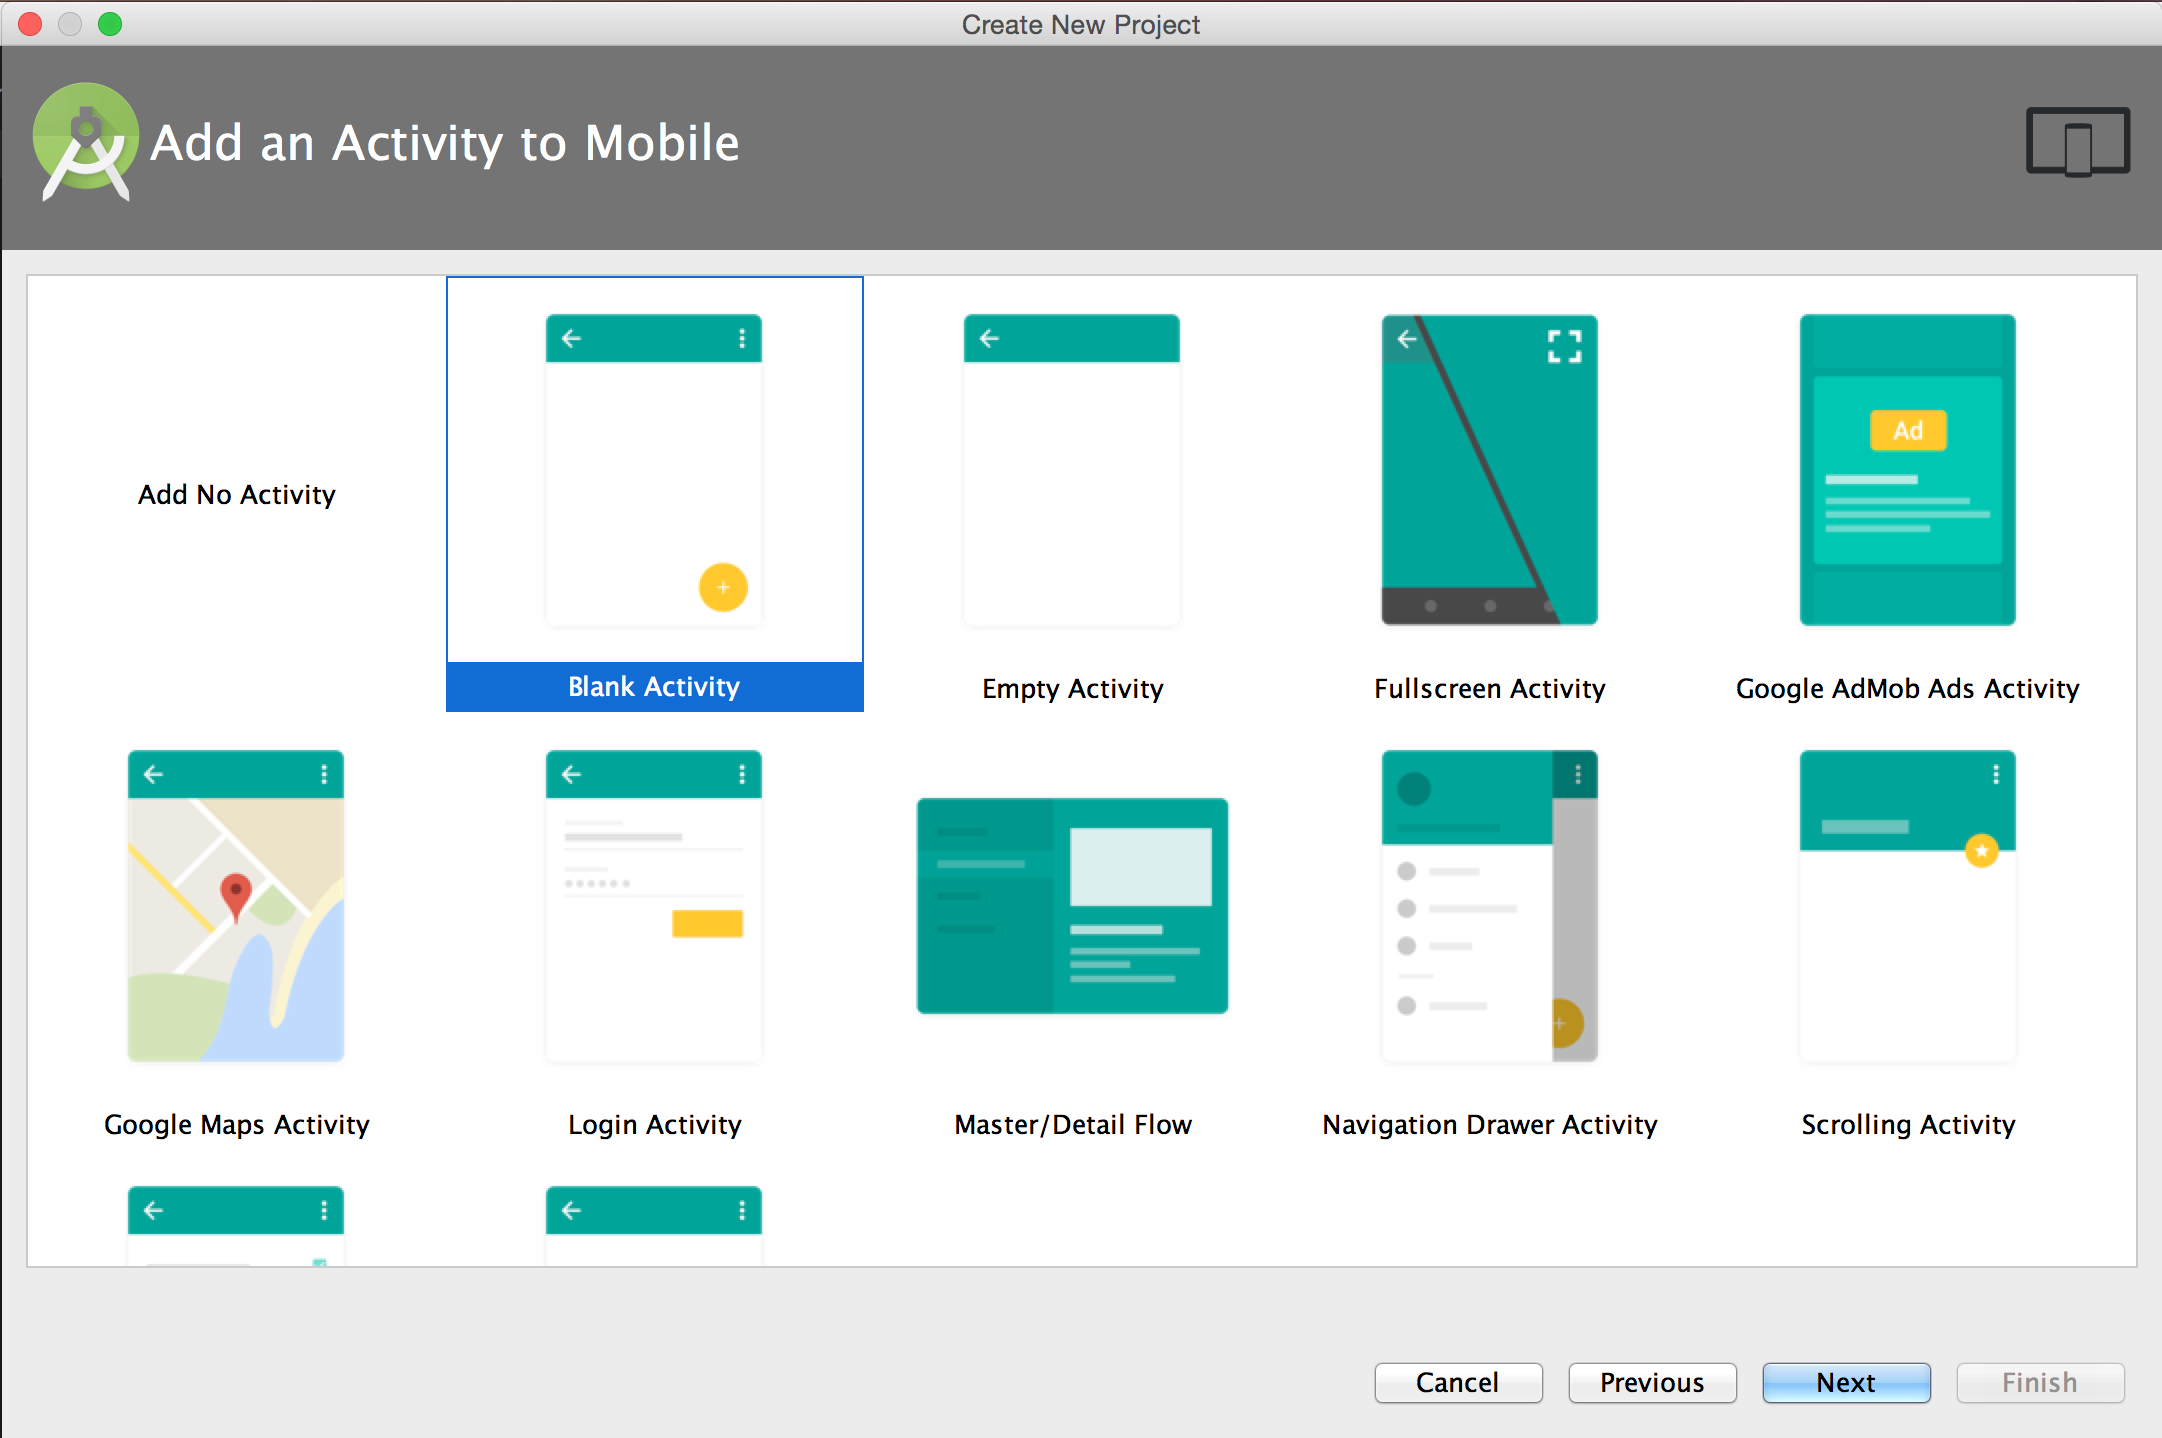 Create New Project
Add an Activity to Mobile
Add No Activity
Ad
Blank Activity
Empty Activity
Fullscreen Activity
Google AdMob Ads Activity
Google Maps Activity
Login Activity
Master/Detail Flow
Navigation Drawer Activity
Scrolling Activity
Cancel
Previous
Next
Finish